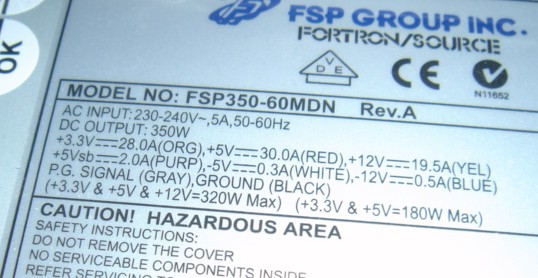 OK
FSP GROUP INC.
FORTRON/SOURCE
VDE
CE
N11652
MODEL NO: FSP350-60MDN Rev.A
AC INPUT: 230-240V~,5A,50-60Hz
DC OUTPUT: 350W
+3.3V⎓28.0A(ORG),+5V⎓30.0A(RED),+12V⎓19.5A(YEL)
+5Vsb⎓2.0A(PURP),-5V⎓0.3A(WHITE),-12V⎓0.5A(BLUE)
P.G. SIGNAL (GRAY),GROUND (BLACK)
(+3.3V & +5V & +12V=320W Max) (+3.3V & +5V=180W Max)
CAUTION! HAZARDOUS AREA
SAFETY INSTRUCTIONS:
DO NOT REMOVE THE COVER
NO SERVICEABLE COMPONENTS INSIDE
REFER SERVICING TO